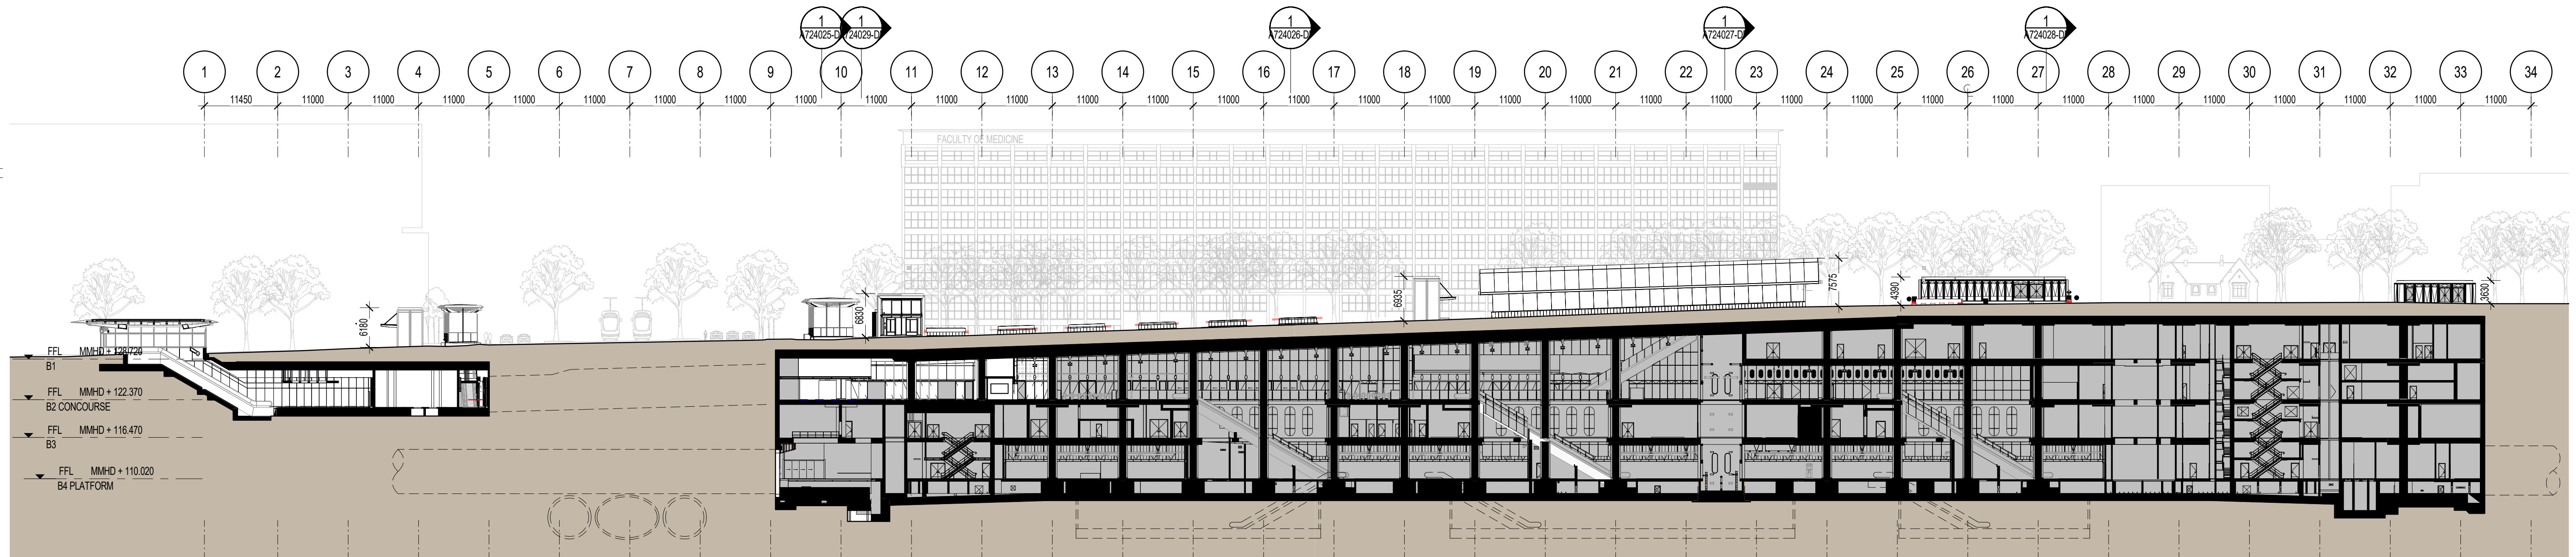 1
A724025-D
1
A724029-D
1
A724026-D
1
A724027-D
1
A724028-D
1 2 3 4 5 6 7 8 9 10 11 12 13 14 15 16 17 18 19 20 21 22 23 24 25 26 27 28 29 30 31 32 33 34
11450 11000 11000 11000 11000 11000 11000 11000 11000 11000 11000 11000 11000 11000 11000 11000 11000 11000 11000 11000 11000 11000 11000 11000 11000 11000 11000 11000 11000 11000 11000 11000 11000
FACULTY OF MEDICINE
6180
6830
6935
7575
4390
3630
FFL MMHD + 128.720
B1
FFL MMHD + 122.370
B2 CONCOURSE
FFL MMHD + 116.470
B3
FFL MMHD + 110.020
B4 PLATFORM